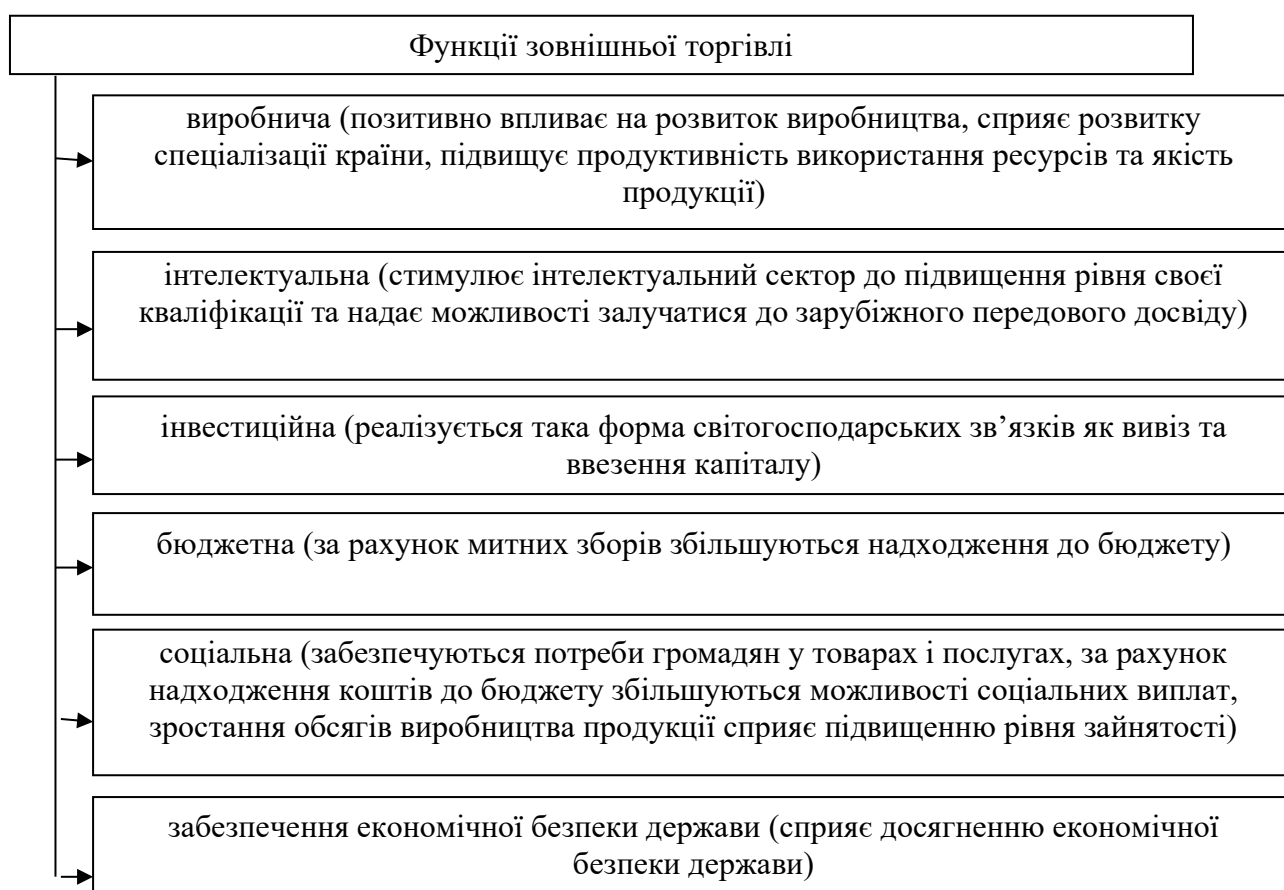 Функції зовнішньої торгівлі
виробнича (позитивно впливає на розвиток виробництва, сприяє розвитку
спеціалізації країни, підвищує продуктивність використання ресурсів та якість
продукції)
інтелектуальна (стимулює інтелектуальний сектор до підвищення рівня своєї
кваліфікації та надає можливості залучатися до зарубіжного передового досвіду)
інвестиційна (реалізується така форма світогосподарських зв’язків як вивіз та
ввезення капіталу)
бюджетна (за рахунок митних зборів збільшуються надходження до бюджету)
соціальна (забезпечуються потреби громадян у товарах і послугах, за рахунок
надходження коштів до бюджету збільшуються можливості соціальних виплат,
зростання обсягів виробництва продукції сприяє підвищенню рівня зайнятості)
забезпечення економічної безпеки держави (сприяє досягненню економічної
безпеки держави)